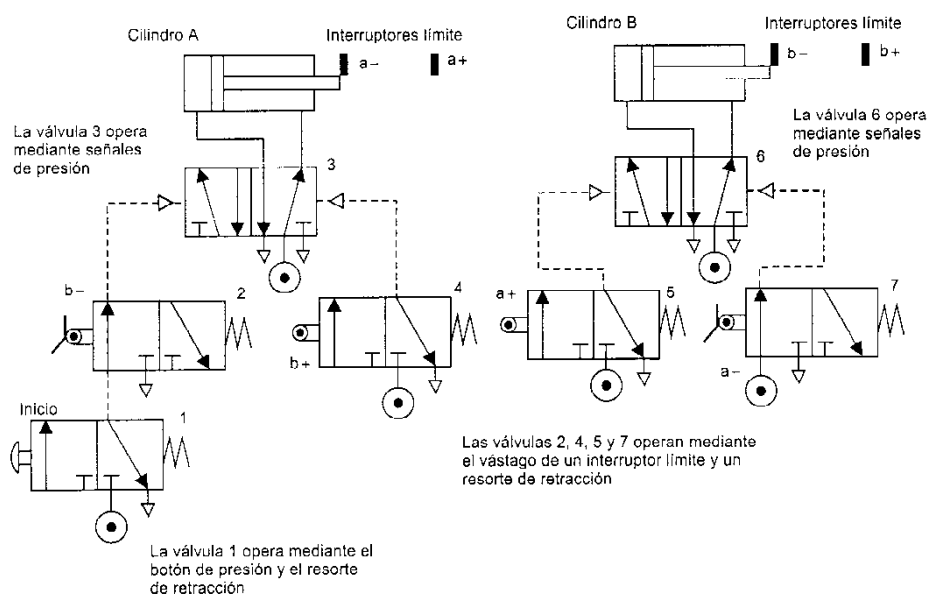 Cilindro A
Interruptores límite
a–
a+
La válvula 3 opera
mediante señales
de presión
3
b–
2
4
b+
Inicio
1
La válvula 1 opera mediante el
botón de presión y el resorte
de retracción
Cilindro B
Interruptores límite
b–
b+
La válvula 6 opera
mediante señales
de presión
6
a+
5
7
a–
Las válvulas 2, 4, 5 y 7 operan mediante
el vástago de un interruptor límite y un
resorte de retracción